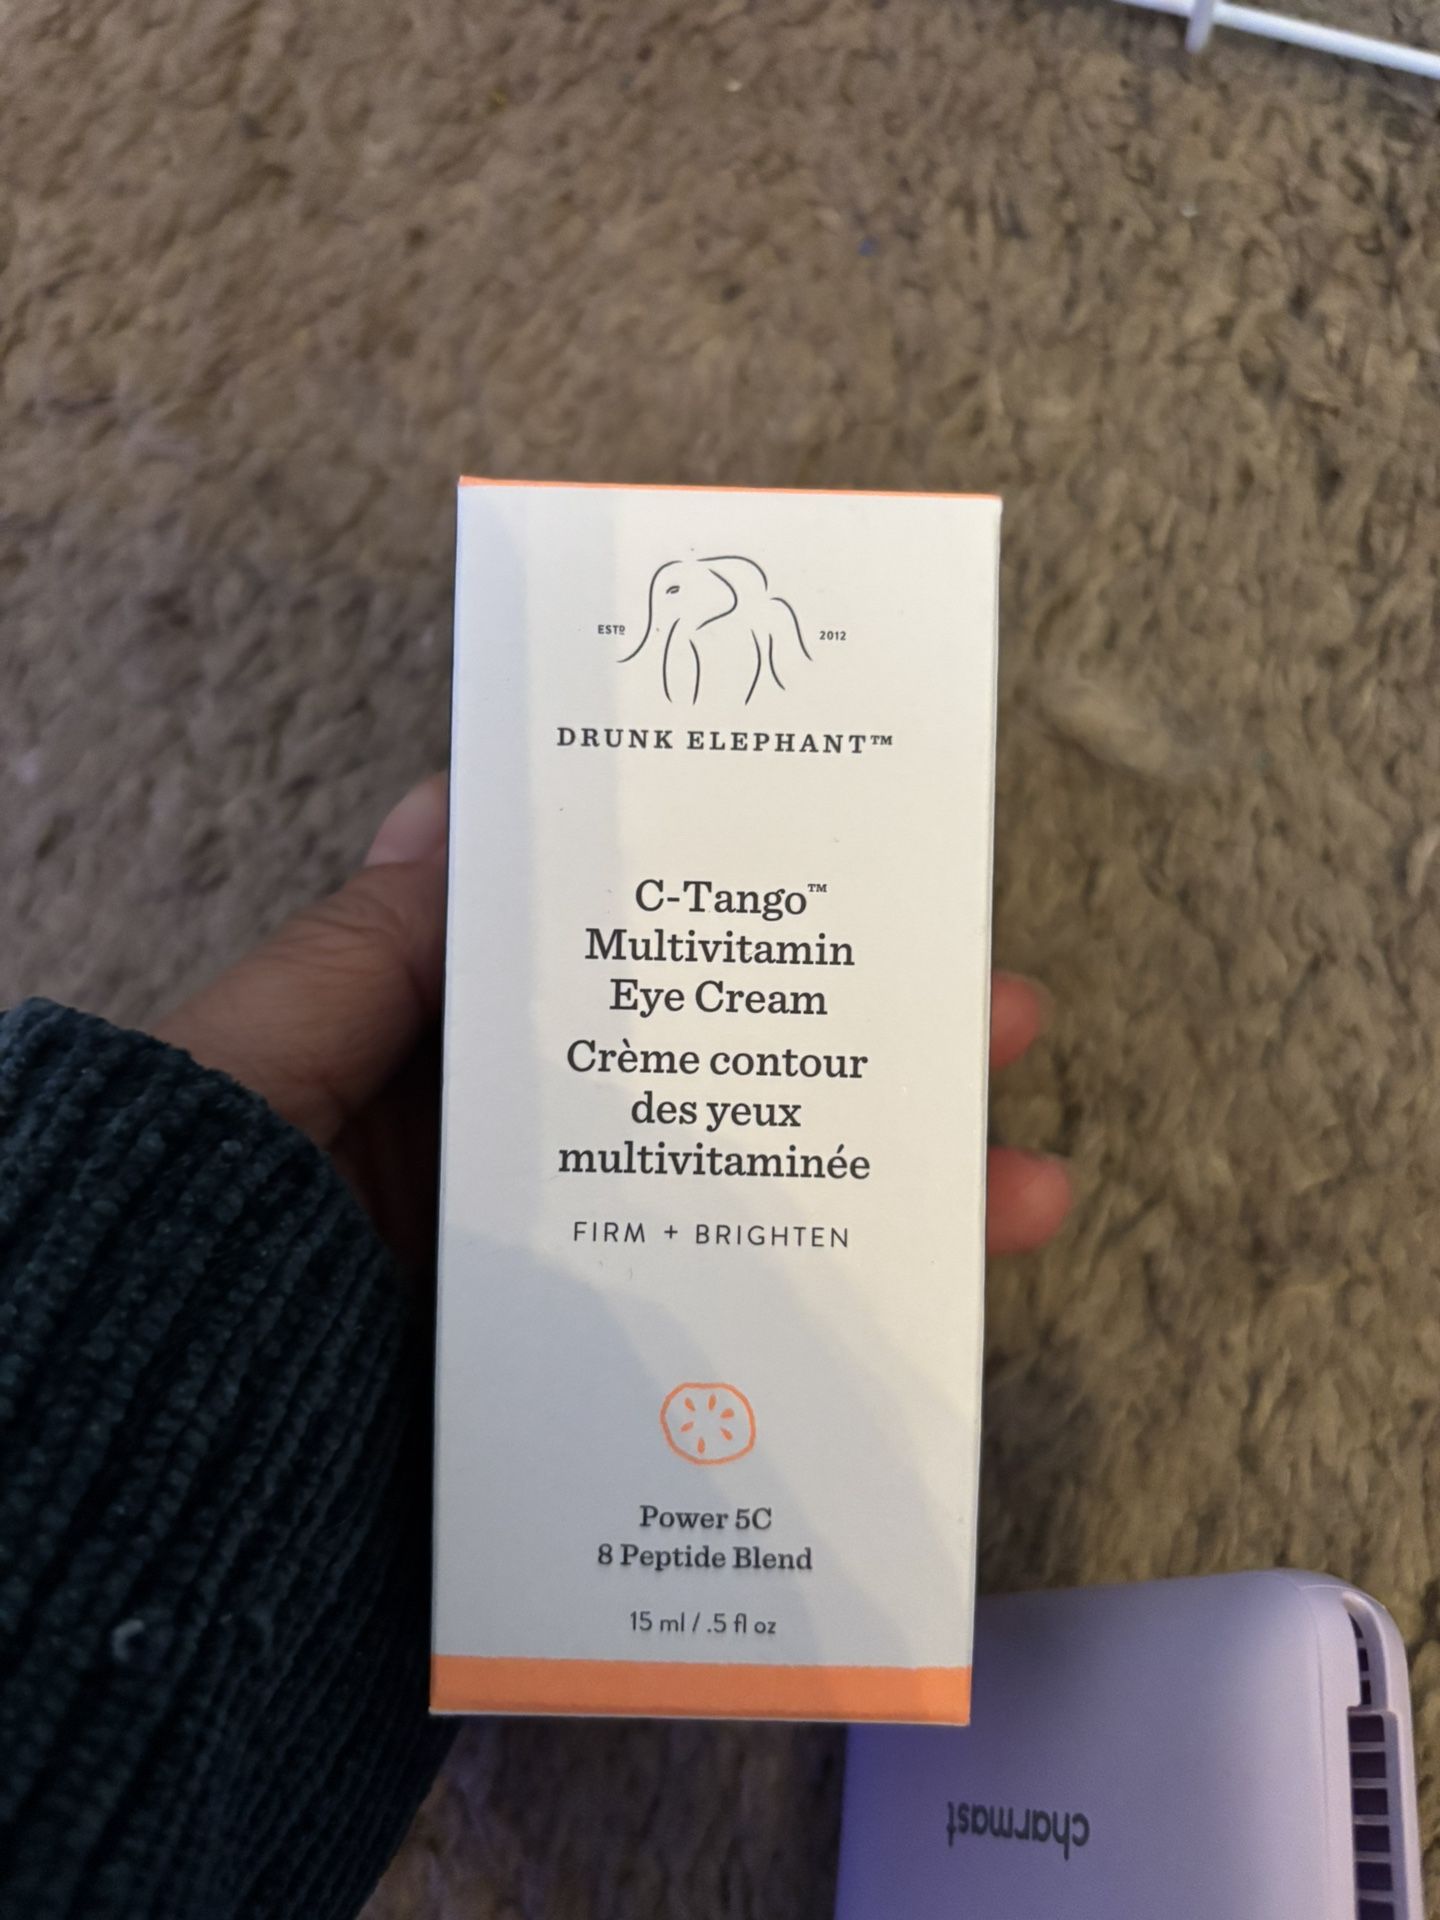 ESTD
2012
DRUNK ELEPHANT™
C-Tango™
Multivitamin
Eye Cream
Crème contour
des yeux
multivitaminée
FIRM + BRIGHTEN
Power 5C
8 Peptide Blend
15 ml / .5 fl oz
charmast